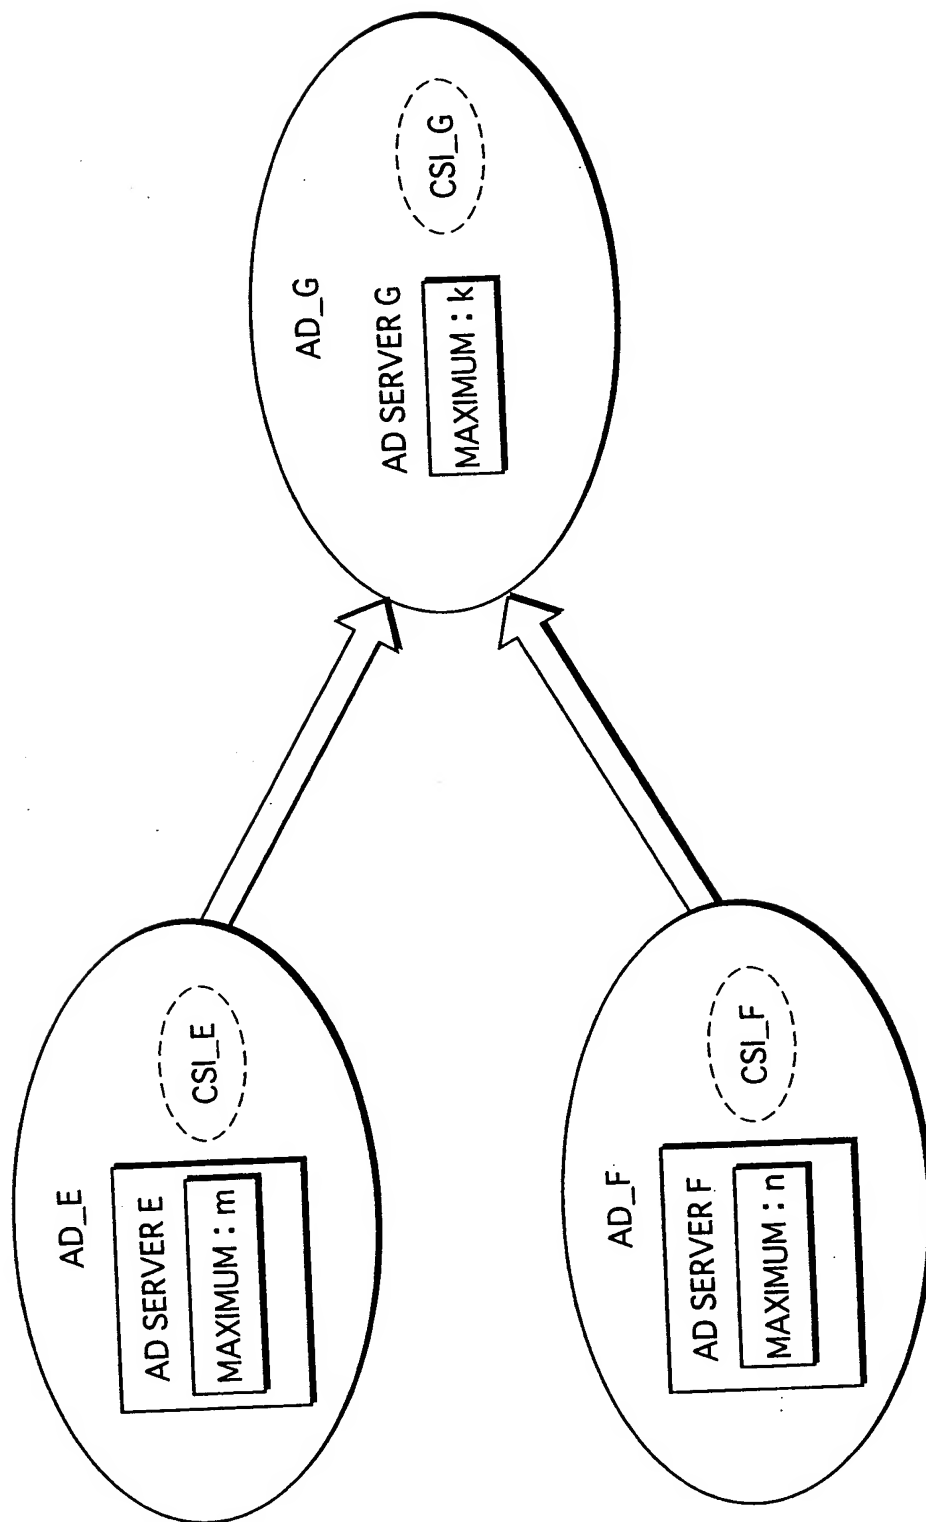 AD_E
AD SERVER E
MAXIMUM : m
CSI_E
AD_F
AD SERVER F
MAXIMUM : n
CSI_F
AD_G
AD SERVER G
MAXIMUM : k
CSI_G